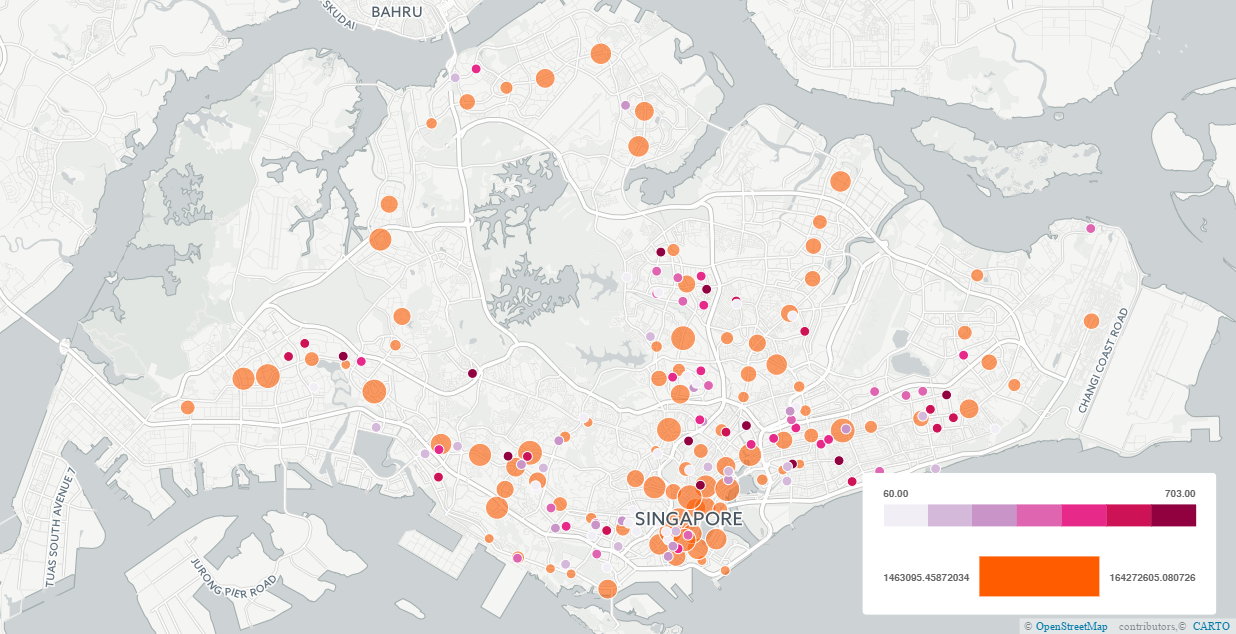 SKUDAI
BAHRU
CHANGI COAST ROAD
TUAS SOUTH AVENUE 7
JURONG PIER ROAD
SINGAPORE
60.00 703.00
1463095.45872034 164272605.080726
© OpenStreetMap contributors,© CARTO